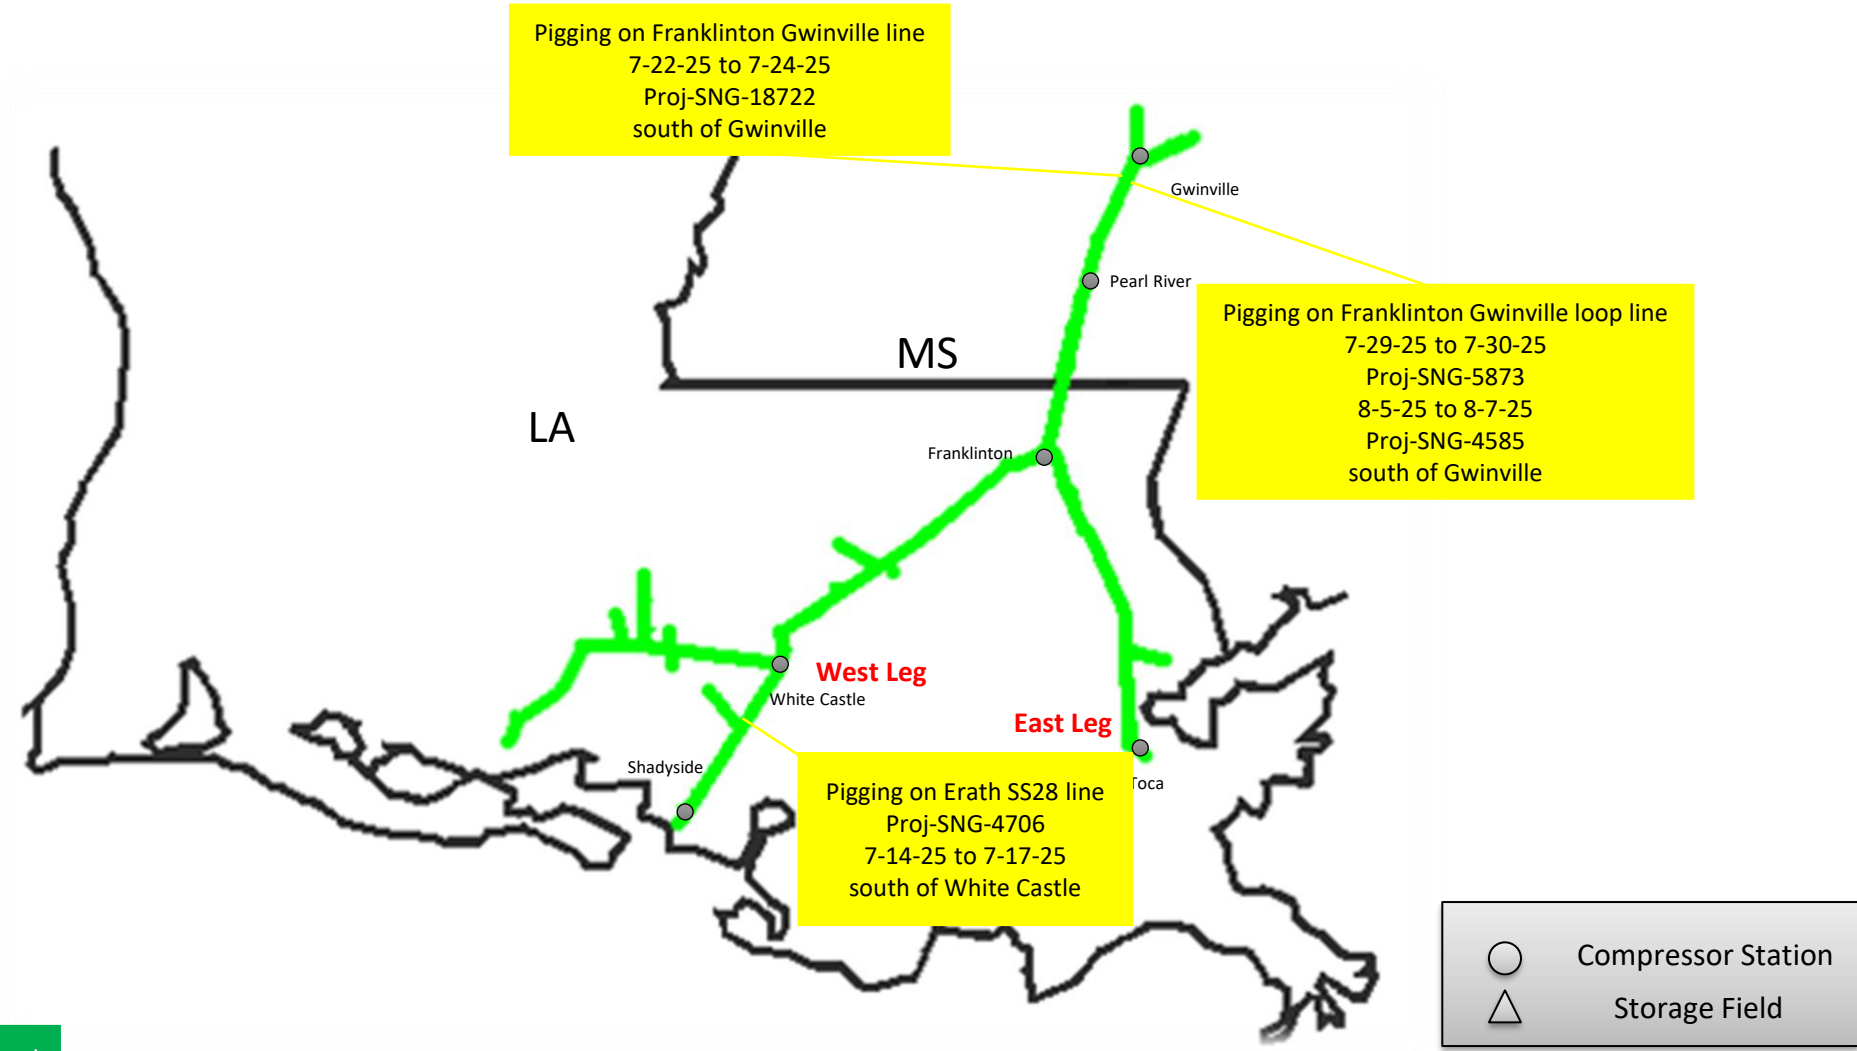 Pigging on Franklinton Gwinville line
7-22-25 to 7-24-25
Proj-SNG-18722
south of Gwinville
Gwinville
Pearl River
Pigging on Franklinton Gwinville loop line
7-29-25 to 7-30-25
Proj-SNG-5873
8-5-25 to 8-7-25
Proj-SNG-4585
south of Gwinville
MS
LA
Franklinton
West Leg
White Castle
East Leg
Shadyside
Toca
Pigging on Erath SS28 line
Proj-SNG-4706
7-14-25 to 7-17-25
south of White Castle
Compressor Station
Storage Field